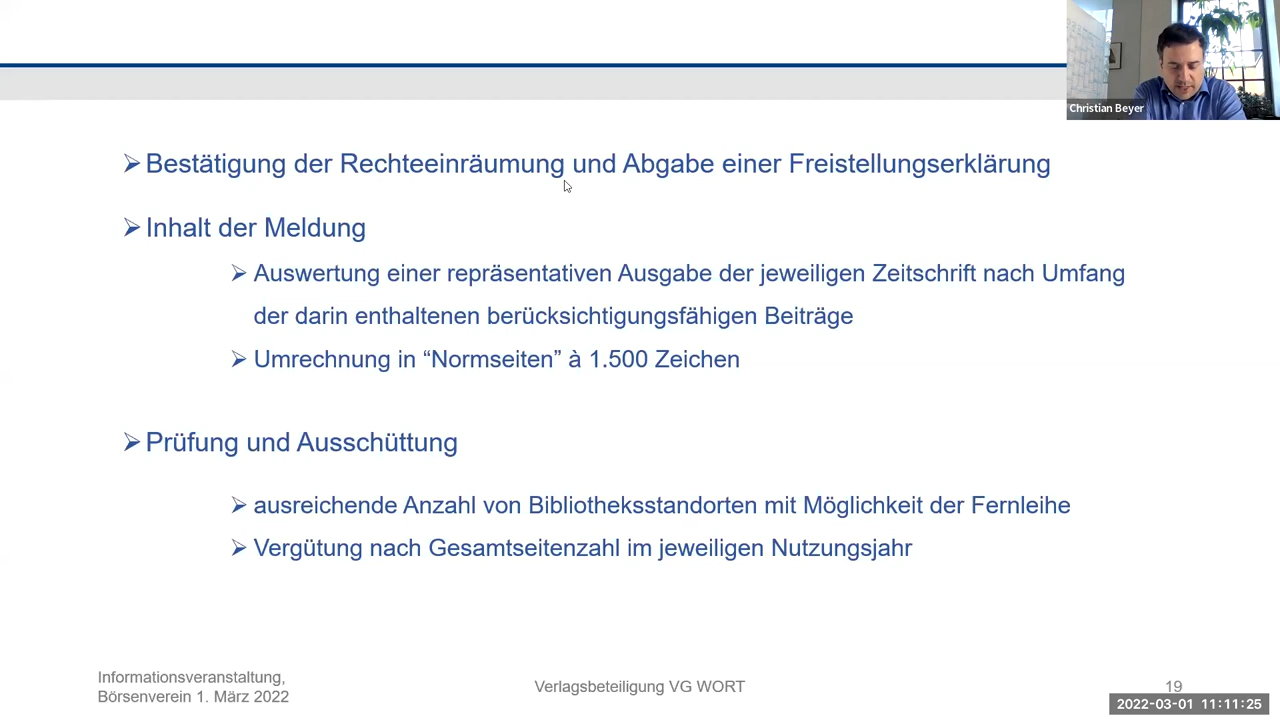 Christian Beyer
Bestätigung der Rechteeinräumung und Abgabe einer Freistellungserklärung
Inhalt der Meldung
Auswertung einer repräsentativen Ausgabe der jeweiligen Zeitschrift nach Umfang
der darin enthaltenen berücksichtigungsfähigen Beiträge
Umrechnung in “Normseiten” à 1.500 Zeichen
Prüfung und Ausschüttung
ausreichende Anzahl von Bibliotheksstandorten mit Möglichkeit der Fernleihe
Vergütung nach Gesamtseitenzahl im jeweiligen Nutzungsjahr
Informationsveranstaltung,
Börsenverein 1. März 2022
Verlagsbeteiligung VG WORT
19
2022-03-01 11:11:25